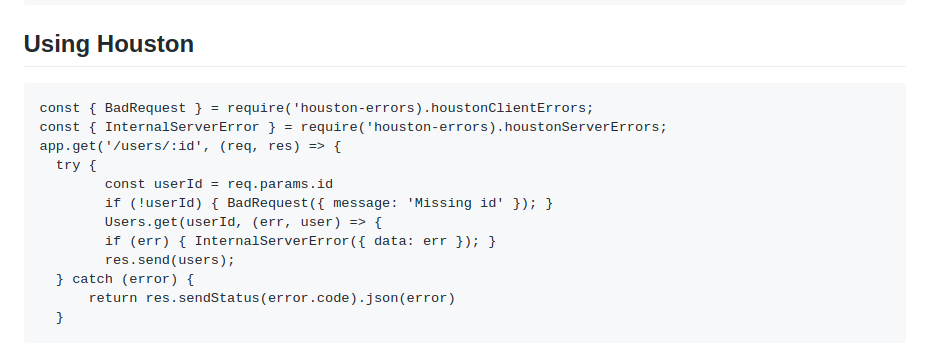 Using Houston
const { BadRequest } = require('houston-errors).houstonClientErrors;
const { InternalServerError } = require('houston-errors).houstonServerErrors;
app.get('/users/:id', (req, res) => {
  try {
        const userId = req.params.id
        if (!userId) { BadRequest({ message: 'Missing id' }); }
        Users.get(userId, (err, user) => {
        if (err) { InternalServerError({ data: err }); }
        res.send(users);
  } catch (error) {
      return res.sendStatus(error.code).json(error)
  }